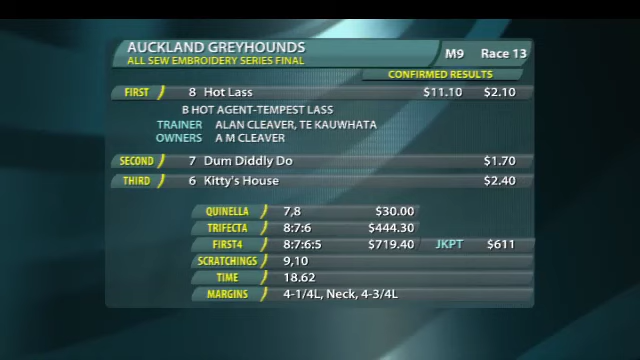 AUCKLAND GREYHOUNDS M9 Race 13
ALL SEW EMBROIDERY SERIES FINAL
CONFIRMED RESULTS
FIRST 8 Hot Lass $11.10 $2.10
B HOT AGENT-TEMPEST LASS
TRAINER ALAN CLEAVER, TE KAUWHATA
OWNERS A M CLEAVER
SECOND 7 Dum Diddly Do $1.70
THIRD 6 Kitty's House $2.40
QUINELLA 7,8 $30.00
TRIFECTA 8:7:6 $444.30
FIRST4 8:7:6:5 $719.40 JKPT $611
SCRATCHINGS 9,10
TIME 18.62
MARGINS 4-1/4L, Neck, 4-3/4L